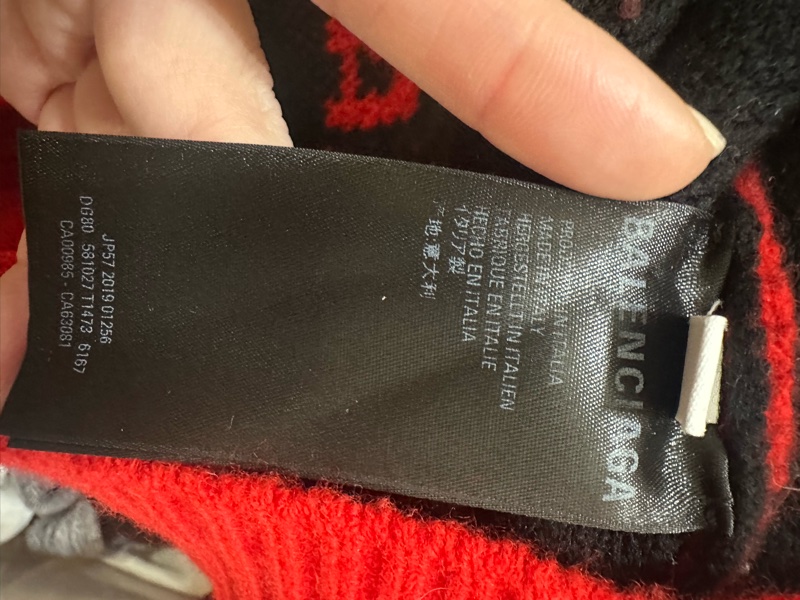 BALENCIAGA
IN ITALIA
MADE IN ITALY
HERGESTELLT IN ITALIEN
FABRIQUE EN ITALIE
HECHO EN ITALIA
イタリア製
产地 意大利
JP57 2019 01256
DG80 581027 T1473 6167
CA00985 - CA63081